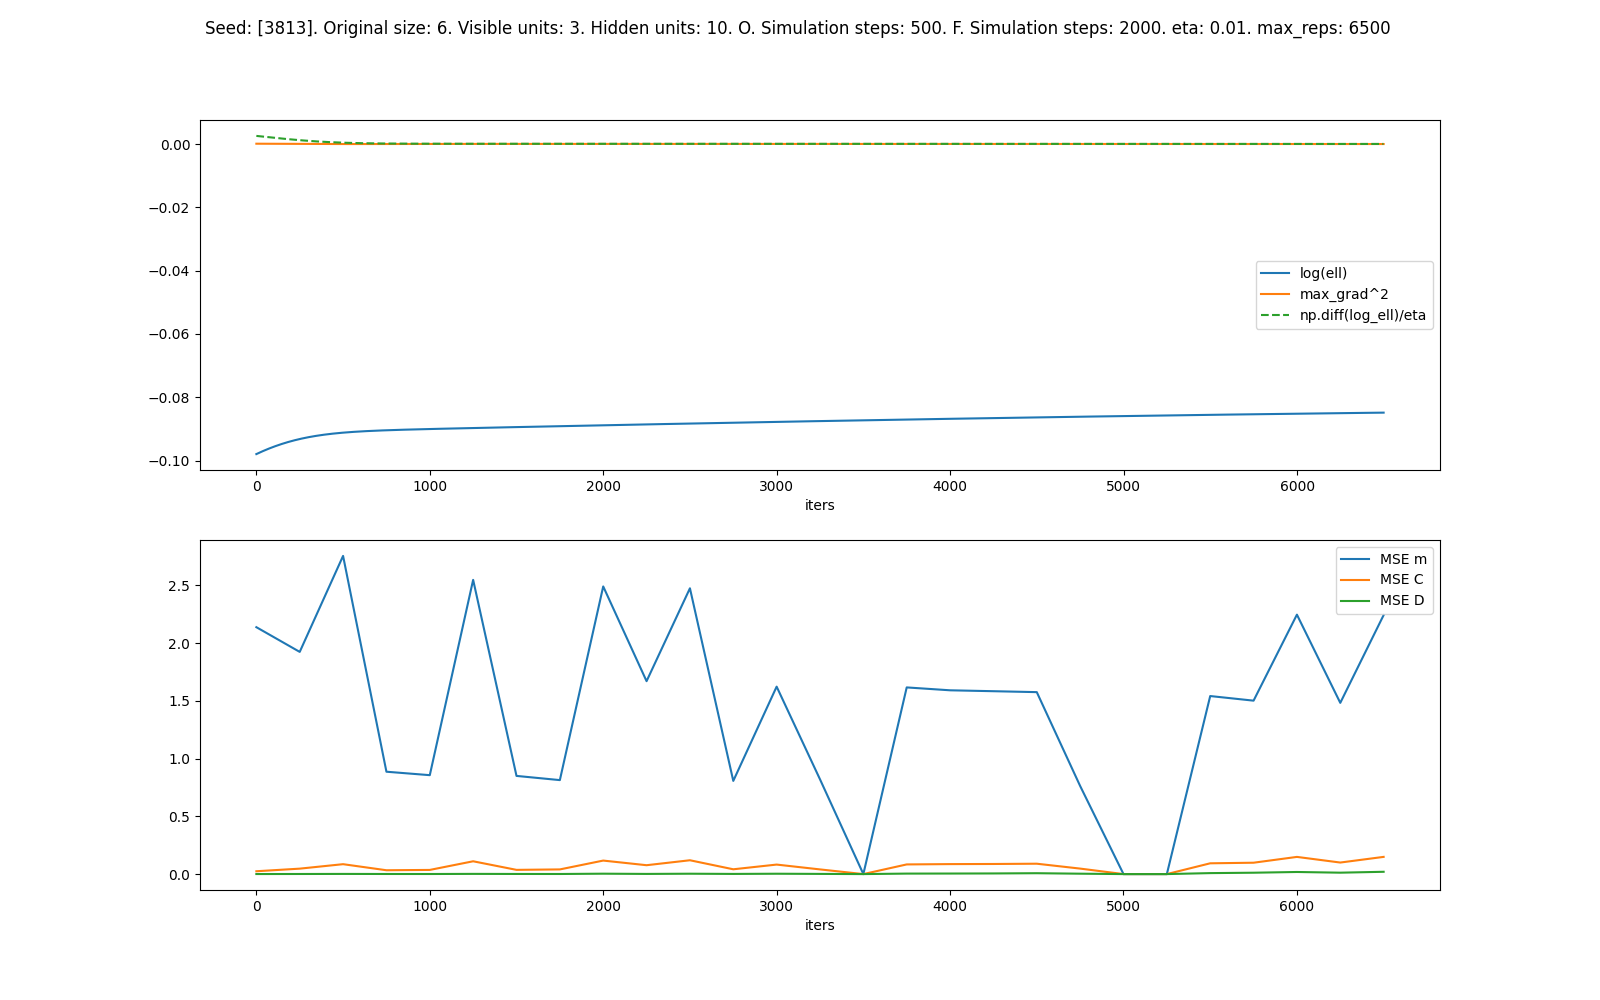 Seed: [3813]. Original size: 6. Visible units: 3. Hidden units: 10. O. Simulation steps: 500. F. Simulation steps: 2000. eta: 0.01. max_reps: 6500
0.00
−0.02
−0.04
−0.06
−0.08
−0.10
log(ell)
max_grad^2
np.diff(log_ell)/eta
0 1000 2000 3000 4000 5000 6000
iters
2.5
2.0
1.5
1.0
0.5
0.0
MSE m
MSE C
MSE D
0 1000 2000 3000 4000 5000 6000
iters